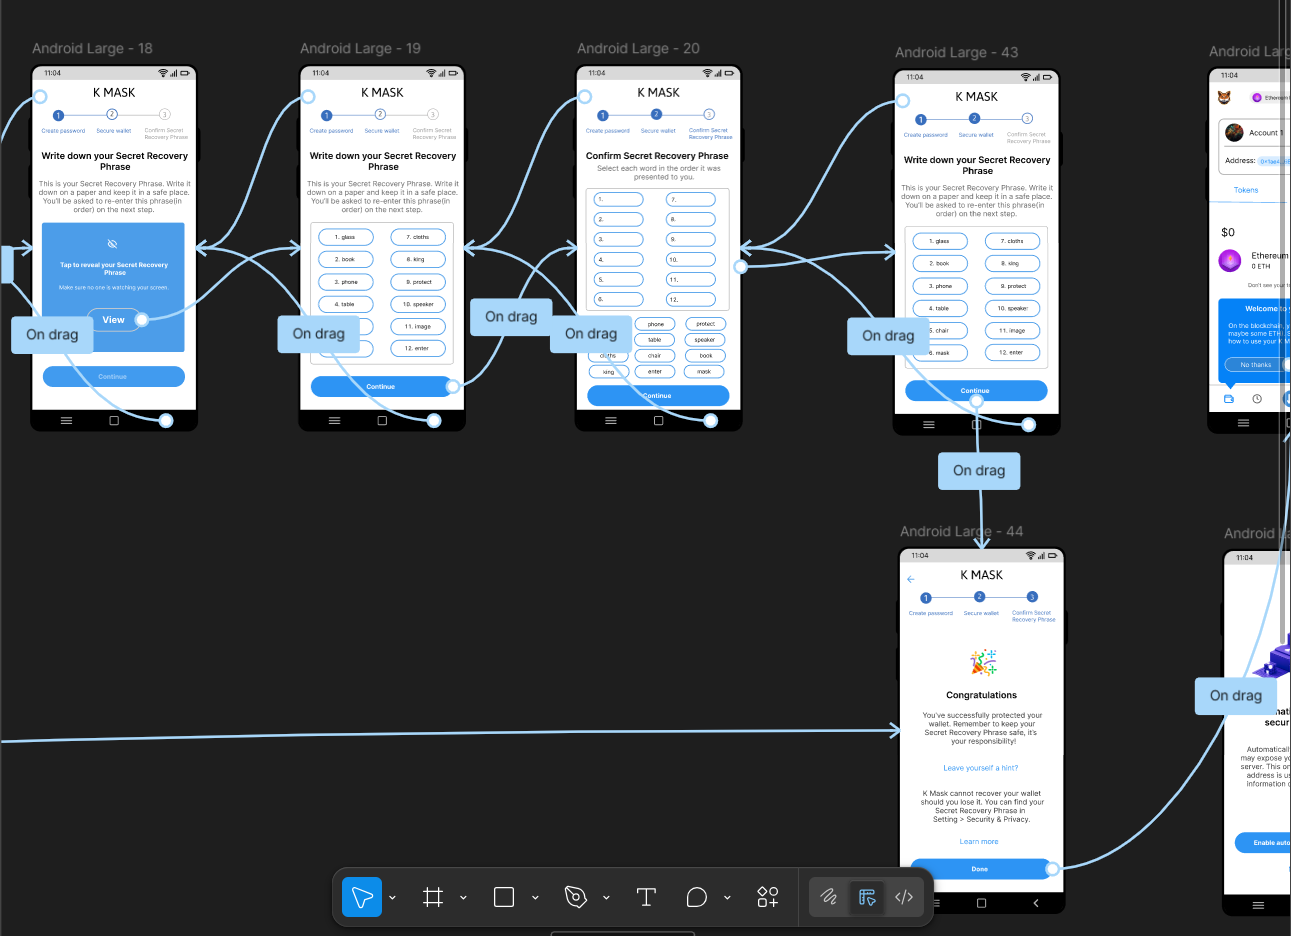 Android Large - 18
11:04
K MASK
1
2
3
Create password
Secure wallet
Confirm Secret
Recovery Phrase
Write down your Secret Recovery
Phrase
This is your Secret Recovery Phrase. Write it
down on a paper and keep it in a safe place.
You'll be asked to re-enter this phrase(in
order) on the next step.
Tap to reveal your Secret Recovery
Phrase
Make sure no one is watching your screen.
View
On drag
Continue
Android Large - 19
11:04
K MASK
1
2
3
Create password
Secure wallet
Confirm Secret
Recovery Phrase
Write down your Secret Recovery
Phrase
This is your Secret Recovery Phrase. Write it
down on a paper and keep it in a safe place.
You'll be asked to re-enter this phrase(in
order) on the next step.
1. glass
7. cloths
2. book
8. king
3. phone
9. protect
4. table
10. speaker
11. image
12. enter
On drag
Continue
On drag
Android Large - 20
11:04
K MASK
1
2
3
Create password
Secure wallet
Confirm Secret
Recovery Phrase
Confirm Secret Recovery Phrase
Select each word in the order it was
presented to you.
1.
7.
2.
8.
3.
9.
4.
10.
5.
11.
6.
12.
On drag
phone
protect
table
speaker
cloths
chair
book
king
enter
mask
Continue
Android Large - 43
11:04
K MASK
1
2
3
Create password
Secure wallet
Confirm Secret
Recovery Phrase
Write down your Secret Recovery
Phrase
This is your Secret Recovery Phrase. Write it
down on a paper and keep it in a safe place.
You'll be asked to re-enter this phrase(in
order) on the next step.
1. glass
7. cloths
2. book
8. king
3. phone
9. protect
4. table
10. speaker
5. chair
11. image
6. mask
12. enter
On drag
Continue
On drag
Android Larg
11:04
Ethereum
Account 1
Address:
Tokens
$0
Ethereum
0 ETH
Don't see your
Welcome to y
On the blockchain, y
maybe some ETH
how to use your K M
No thanks
Android Large - 44
11:04
K MASK
1
2
3
Create password
Secure wallet
Confirm Secret
Recovery Phrase
Congratulations
You've successfully protected your
wallet. Remember to keep your
Secret Recovery Phrase safe, it's
your responsibility!
Leave yourself a hint?
K Mask cannot recover your wallet
should you lose it. You can find your
Secret Recovery Phrase in
Setting > Security & Privacy.
Learn more
Done
Android La
11:04
On drag
secur
Automatically
may expose yo
server. This on
address is us
information o
Enable auto